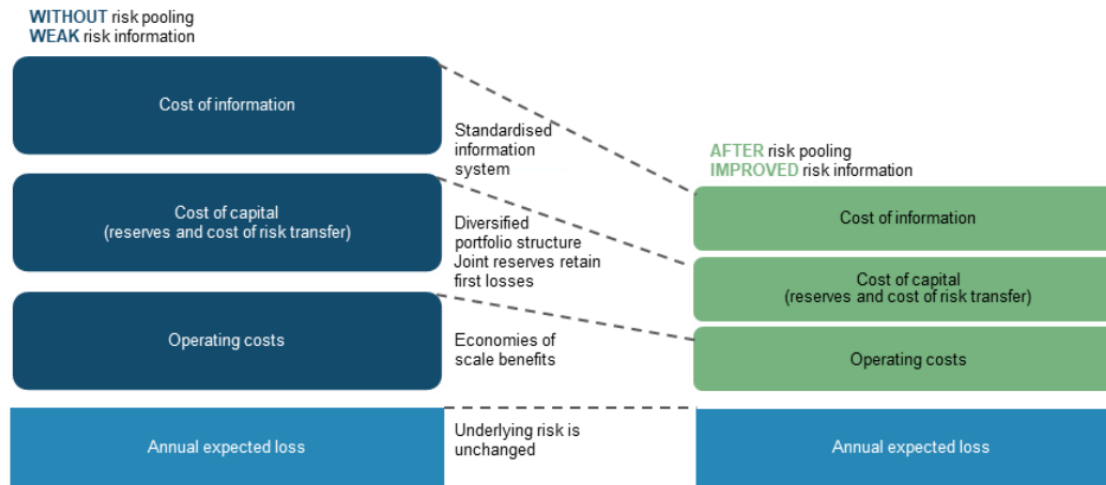 WITHOUT risk pooling
WEAK risk information
Cost of information
Cost of capital
(reserves and cost of risk transfer)
Operating costs
Annual expected loss
Standardised
information
system
Diversified
portfolio structure
Joint reserves retain
first losses
Economies of
scale benefits
Underlying risk is
unchanged
AFTER risk pooling
IMPROVED risk information
Cost of information
Cost of capital
(reserves and cost of risk transfer)
Operating costs
Annual expected loss